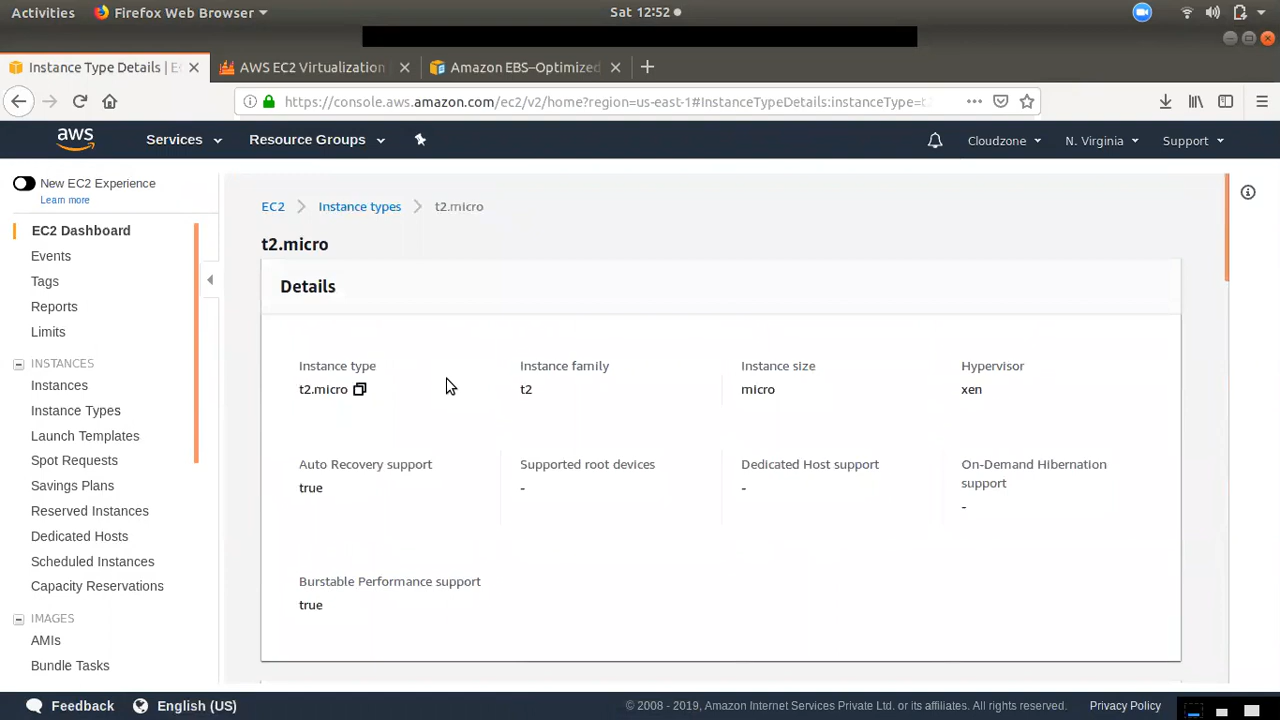 Activities Firefox Web Browser Sat 12:52
Instance Type Details | E AWS EC2 Virtualization Amazon EBS–Optimized
https://console.aws.amazon.com/ec2/v2/home?region=us-east-1#InstanceTypeDetails:instanceType=t
aws Services Resource Groups Cloudzone N. Virginia Support
New EC2 Experience
Learn more
EC2 Dashboard
Events
Tags
Reports
Limits
INSTANCES
Instances
Instance Types
Launch Templates
Spot Requests
Savings Plans
Reserved Instances
Dedicated Hosts
Scheduled Instances
Capacity Reservations
IMAGES
AMIs
Bundle Tasks
EC2 Instance types t2.micro
t2.micro
Details
Instance type Instance family Instance size Hypervisor
t2.micro t2 micro xen
Auto Recovery support Supported root devices Dedicated Host support On-Demand Hibernation
support
true - - -
Burstable Performance support
true
Feedback English (US) © 2008 - 2019, Amazon Internet Services Private Ltd. or its affiliates. All rights reserved. Privacy Policy